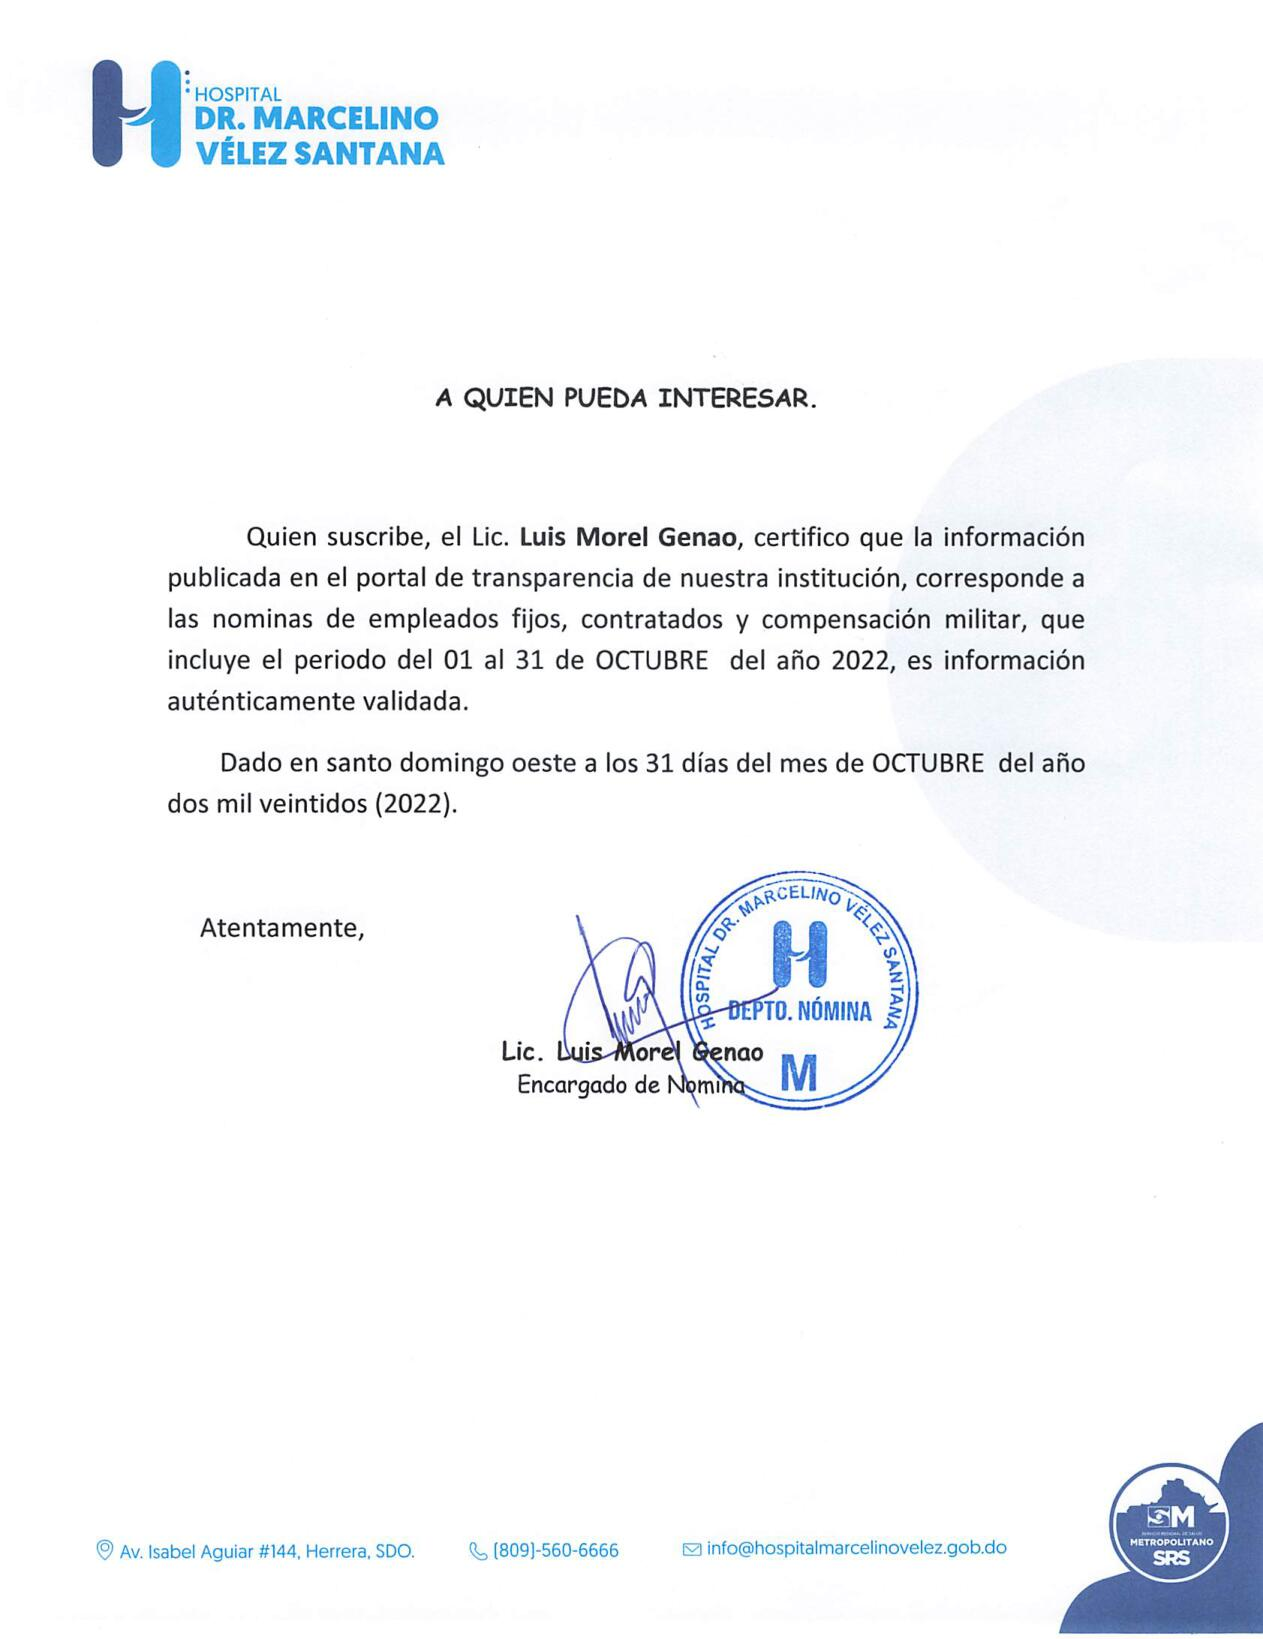 HOSPITAL
DR. MARCELINO
VÉLEZ SANTANA
A QUIEN PUEDA INTERESAR.
Quien suscribe, el Lic. Luis Morel Genao, certifico que la información
publicada en el portal de transparencia de nuestra institución, corresponde a
las nominas de empleados fijos, contratados y compensación militar, que
incluye el periodo del 01 al 31 de OCTUBRE del año 2022, es información
auténticamente validada.
Dado en santo domingo oeste a los 31 días del mes de OCTUBRE del año
dos mil veintidos (2022).
Atentamente,
HOSPITAL DR. MARCELINO VÉLEZ SANTANA
DEPTO. NÓMINA
M
Lic. Luis Morel Genao
Encargado de Nomina
Av. Isabel Aguiar #144, Herrera, SDO.
(809)-560-6666
info@hospitalmarcelinovelez.gob.do
SERVICIO REGIONAL DE SALUD
METROPOLITANO
SRS